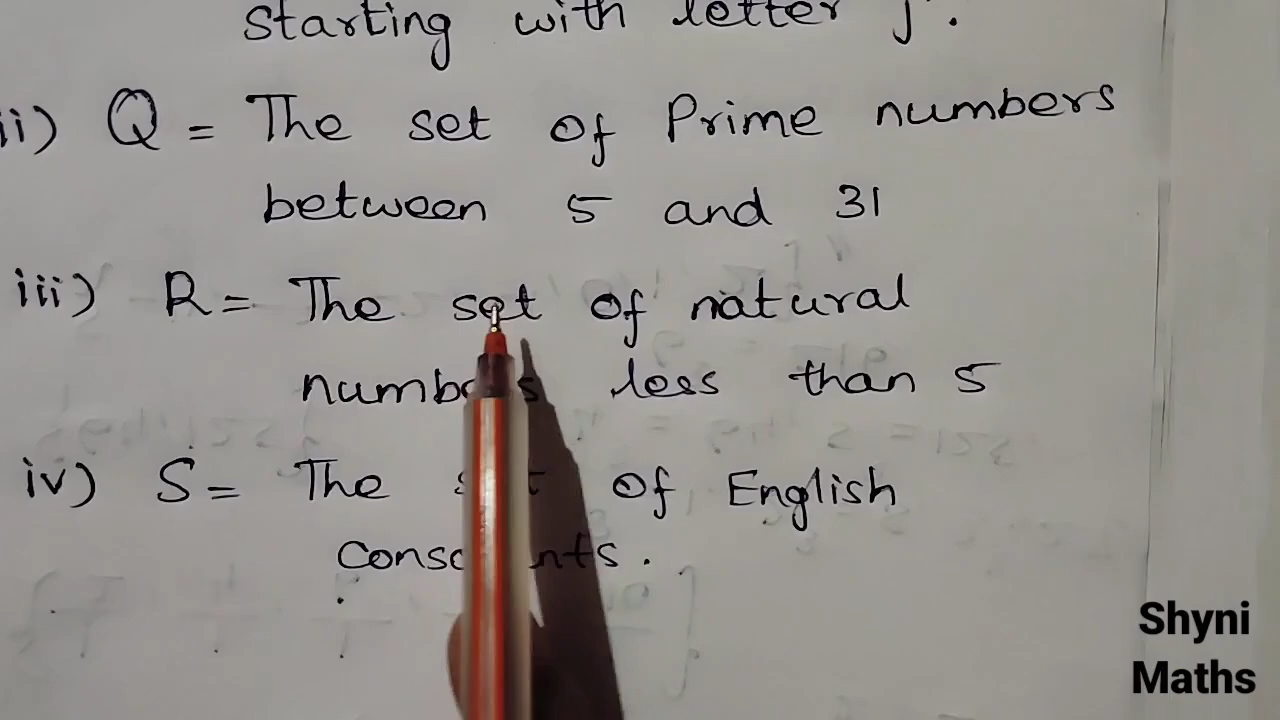 starting with letter J.
ii) Q = The set of Prime numbers
between 5 and 31
iii) R = The set of natural
numbers less than 5
iv) S = The of English
.
Shyni
Maths